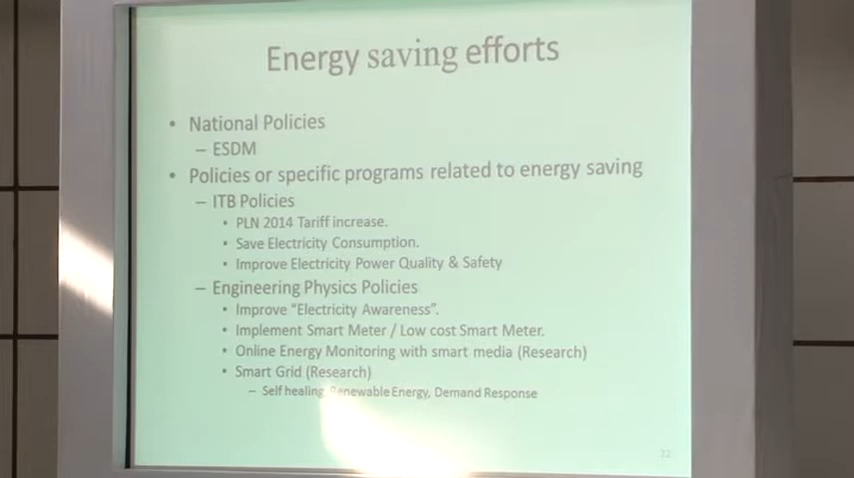 Energy saving efforts
• National Policies
– ESDM
• Policies or specific programs related to energy saving
– ITB Policies
• PLN 2014 Tariff increase.
• Save Electricity Consumption.
• Improve Electricity Power Quality & Safety
– Engineering Physics Policies
• Improve “Electricity Awareness”.
• Implement Smart Meter / Low cost Smart Meter.
• Online Energy Monitoring with smart media (Research)
• Smart Grid (Research)
– Self healing, Renewable Energy, Demand Response
22